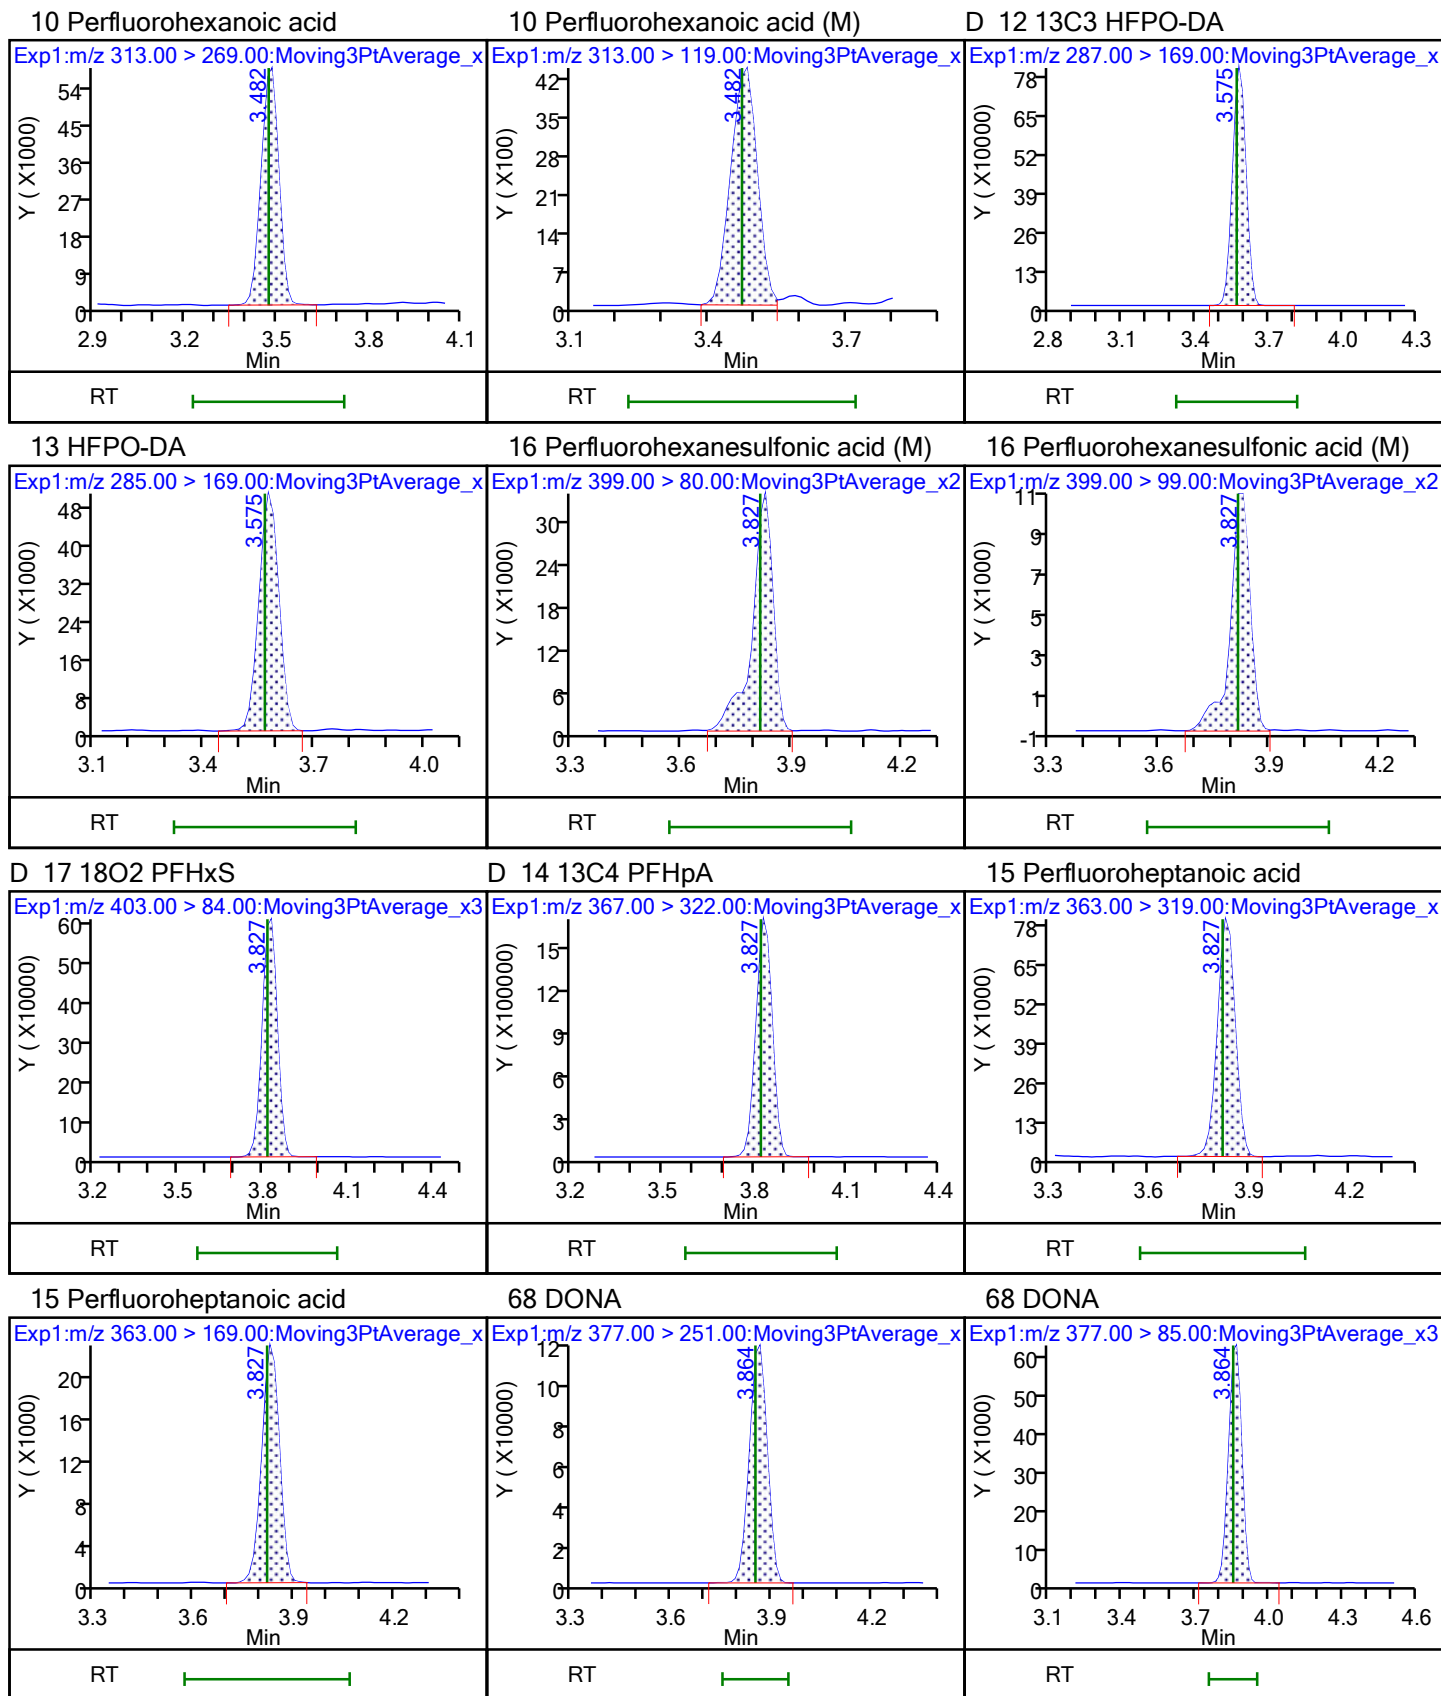 10 Perfluorohexanoic acid
Exp1:m/z 313.00 > 269.00:Moving3PtAverage_x
3.482
Y ( X1000)
54
45
36
27
18
9
0
2.9 3.2 3.5 3.8 4.1
Min
RT
10 Perfluorohexanoic acid (M)
Exp1:m/z 313.00 > 119.00:Moving3PtAverage_x
3.482
Y ( X100)
42
35
28
21
14
7
0
3.1 3.4 3.7
Min
RT
D 12 13C3 HFPO-DA
Exp1:m/z 287.00 > 169.00:Moving3PtAverage_x
3.575
Y ( X10000)
78
65
52
39
26
13
0
2.8 3.1 3.4 3.7 4.0 4.3
Min
RT
13 HFPO-DA
Exp1:m/z 285.00 > 169.00:Moving3PtAverage_x
3.575
Y ( X1000)
48
40
32
24
16
8
0
3.1 3.4 3.7 4.0
Min
RT
16 Perfluorohexanesulfonic acid (M)
Exp1:m/z 399.00 > 80.00:Moving3PtAverage_x2
3.827
Y ( X1000)
30
24
18
12
6
0
3.3 3.6 3.9 4.2
Min
RT
16 Perfluorohexanesulfonic acid (M)
Exp1:m/z 399.00 > 99.00:Moving3PtAverage_x2
3.827
Y ( X1000)
11
9
7
5
3
1
-1
3.3 3.6 3.9 4.2
Min
RT
D 17 18O2 PFHxS
Exp1:m/z 403.00 > 84.00:Moving3PtAverage_x3
3.827
Y ( X10000)
60
50
40
30
20
10
0
3.2 3.5 3.8 4.1 4.4
Min
RT
D 14 13C4 PFHpA
Exp1:m/z 367.00 > 322.00:Moving3PtAverage_x
3.827
Y ( X100000)
15
12
9
6
3
0
3.2 3.5 3.8 4.1 4.4
Min
RT
15 Perfluoroheptanoic acid
Exp1:m/z 363.00 > 319.00:Moving3PtAverage_x
3.827
Y ( X1000)
78
65
52
39
26
13
0
3.3 3.6 3.9 4.2
Min
RT
15 Perfluoroheptanoic acid
Exp1:m/z 363.00 > 169.00:Moving3PtAverage_x
3.827
Y ( X1000)
20
16
12
8
4
0
3.3 3.6 3.9 4.2
Min
RT
68 DONA
Exp1:m/z 377.00 > 251.00:Moving3PtAverage_x
3.864
Y ( X10000)
12
10
8
6
4
2
0
3.3 3.6 3.9 4.2
Min
RT
68 DONA
Exp1:m/z 377.00 > 85.00:Moving3PtAverage_x3
3.864
Y ( X1000)
60
50
40
30
20
10
0
3.1 3.4 3.7 4.0 4.3 4.6
Min
RT